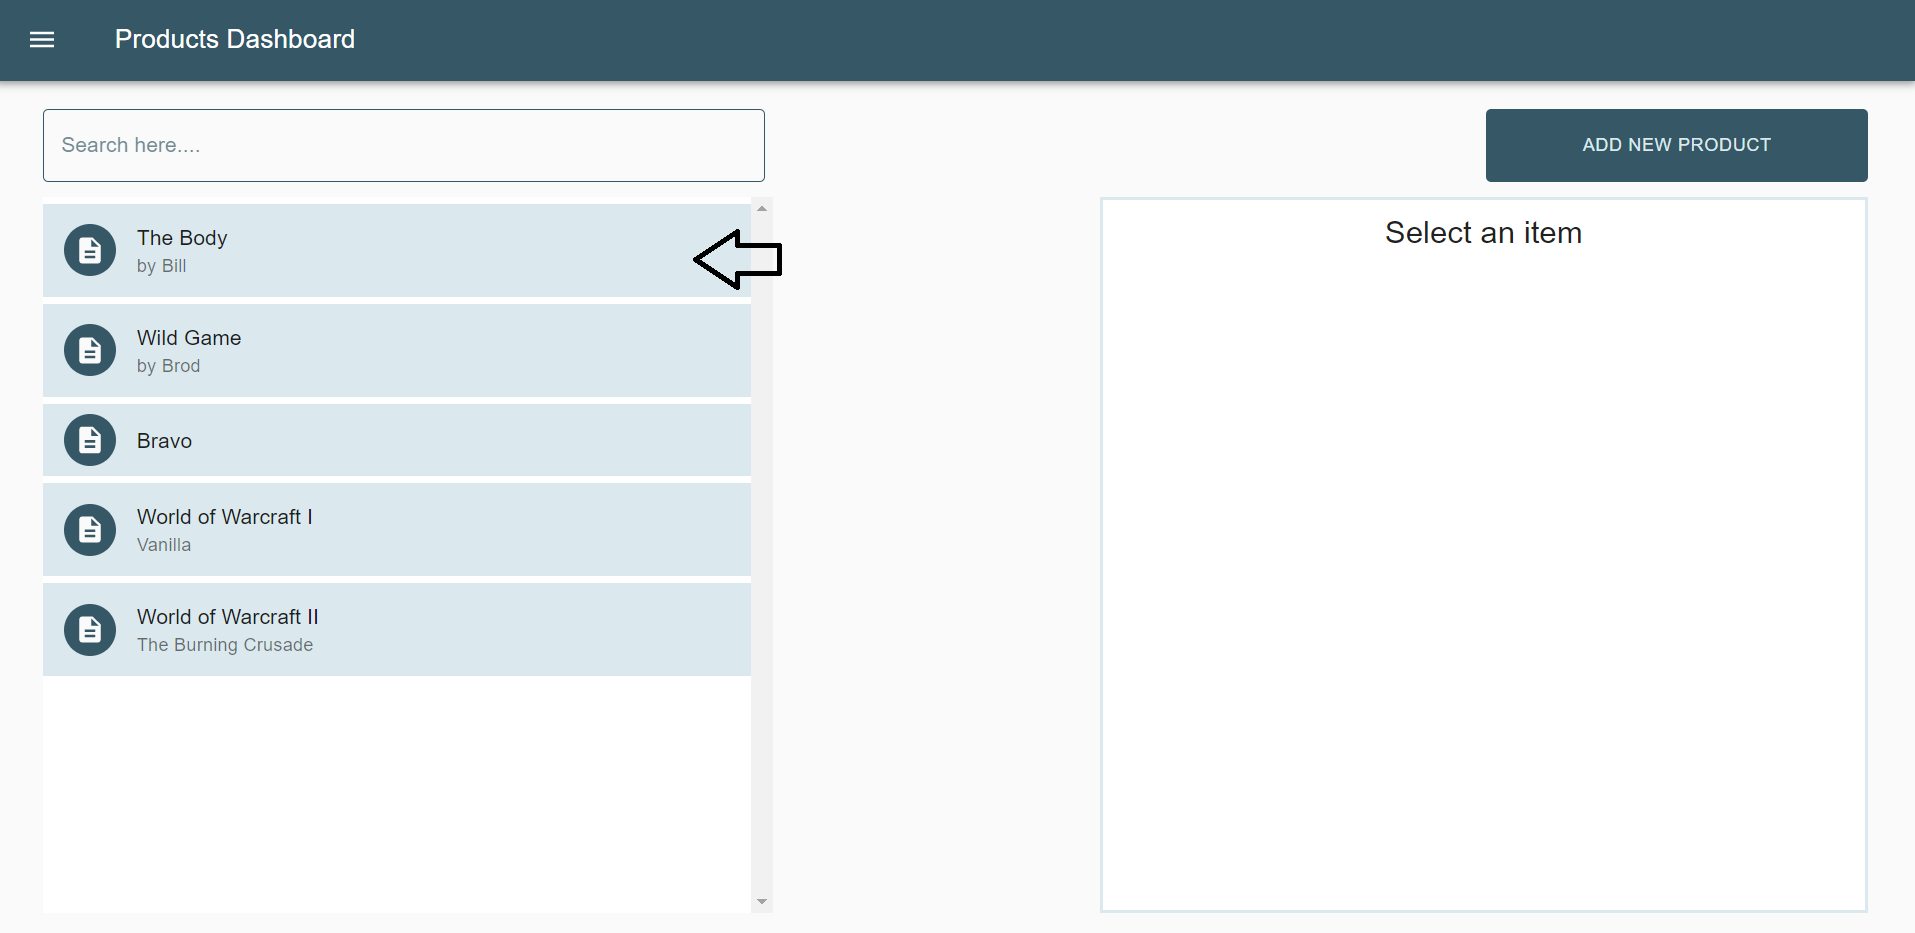 Products Dashboard
Search here....
ADD NEW PRODUCT
The Body
by Bill
Wild Game
by Brod
Bravo
World of Warcraft I
Vanilla
World of Warcraft II
The Burning Crusade
Select an item